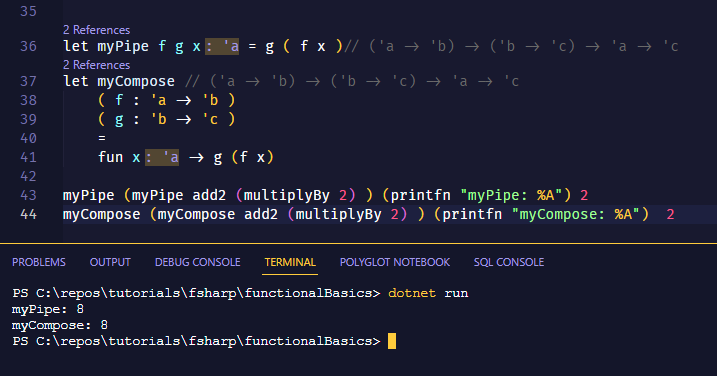 35
2 References
36 let myPipe f g x: 'a = g ( f x )// ('a → 'b) → ('b → 'c) → 'a → 'c
2 References
37 let myCompose // ('a → 'b) → ('b → 'c) → 'a → 'c
38 ( f : 'a → 'b )
39 ( g : 'b → 'c )
40 =
41 fun x: 'a → g (f x)
42
43 myPipe (myPipe add2 (multiplyBy 2) ) (printfn "myPipe: %A") 2
44 myCompose (myCompose add2 (multiplyBy 2) ) (printfn "myCompose: %A")  2
PROBLEMS OUTPUT DEBUG CONSOLE TERMINAL POLYGLOT NOTEBOOK SQL CONSOLE
PS C:\repos\tutorials\fsharp\functionalBasics> dotnet run
myPipe: 8
myCompose: 8
PS C:\repos\tutorials\fsharp\functionalBasics>